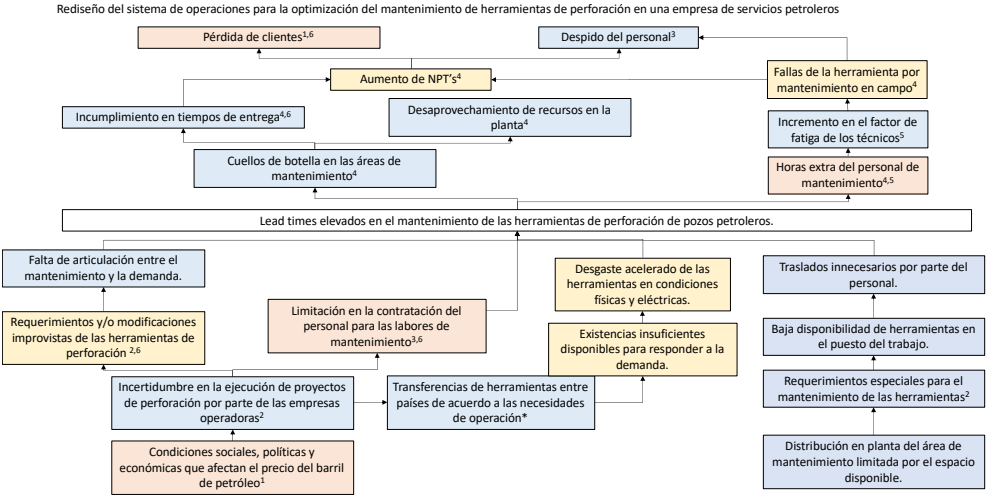 Rediseño del sistema de operaciones para la optimización del mantenimiento de herramientas de perforación en una empresa de servicios petroleros
Pérdida de clientes1,6
Despido del personal3
Aumento de NPT's4
Fallas de la herramienta por
mantenimiento en campo4
Incumplimiento en tiempos de entrega4,6
Desaprovechamiento de recursos en la
planta4
Incremento en el factor de
fatiga de los técnicos5
Cuellos de botella en las áreas de
mantenimiento4
Horas extra del personal de
mantenimiento4,5
Lead times elevados en el mantenimiento de las herramientas de perforación de pozos petroleros.
Falta de articulación entre el
mantenimiento y la demanda.
Desgaste acelerado de las
herramientas en condiciones
físicas y eléctricas.
Traslados innecesarios por parte del
personal.
Requerimientos y/o modificaciones
improvistas de las herramientas de
perforación 2,6
Limitación en la contratación del
personal para las labores de
mantenimiento3,6
Existencias insuficientes
disponibles para responder a la
demanda.
Baja disponibilidad de herramientas en
el puesto del trabajo.
Incertidumbre en la ejecución de proyectos
de perforación por parte de las empresas
operadoras2
Transferencias de herramientas entre
países de acuerdo a las necesidades
de operación*
Requerimientos especiales para el
mantenimiento de las herramientas2
Condiciones sociales, políticas y
económicas que afectan el precio del barril
de petróleo1
Distribución en planta del área de
mantenimiento limitada por el espacio
disponible.